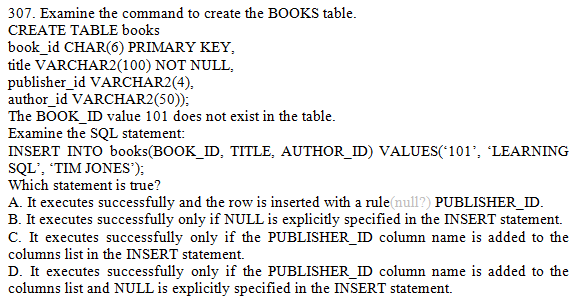 307. Examine the command to create the BOOKS table.
CREATE TABLE books
book_id CHAR(6) PRIMARY KEY,
title VARCHAR2(100) NOT NULL,
publisher_id VARCHAR2(4),
author_id VARCHAR2(50));
The BOOK_ID value 101 does not exist in the table.
Examine the SQL statement:
INSERT INTO books(BOOK_ID, TITLE, AUTHOR_ID) VALUES(‘101’, ‘LEARNING
SQL’, ‘TIM JONES’);
Which statement is true?
A. It executes successfully and the row is inserted with a rule(null?) PUBLISHER_ID.
B. It executes successfully only if NULL is explicitly specified in the INSERT statement.
C. It executes successfully only if the PUBLISHER_ID column name is added to the
columns list in the INSERT statement.
D. It executes successfully only if the PUBLISHER_ID column name is added to the
columns list and NULL is explicitly specified in the INSERT statement.